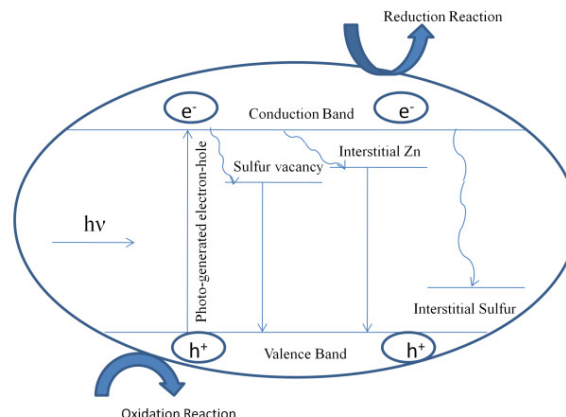 Reduction Reaction
e⁻
e⁻
Conduction Band
Interstitial Zn
Sulfur vacancy
Photo-generated electron-hole
hν
Interstitial Sulfur
h⁺
h⁺
Valence Band
Oxidation Reaction